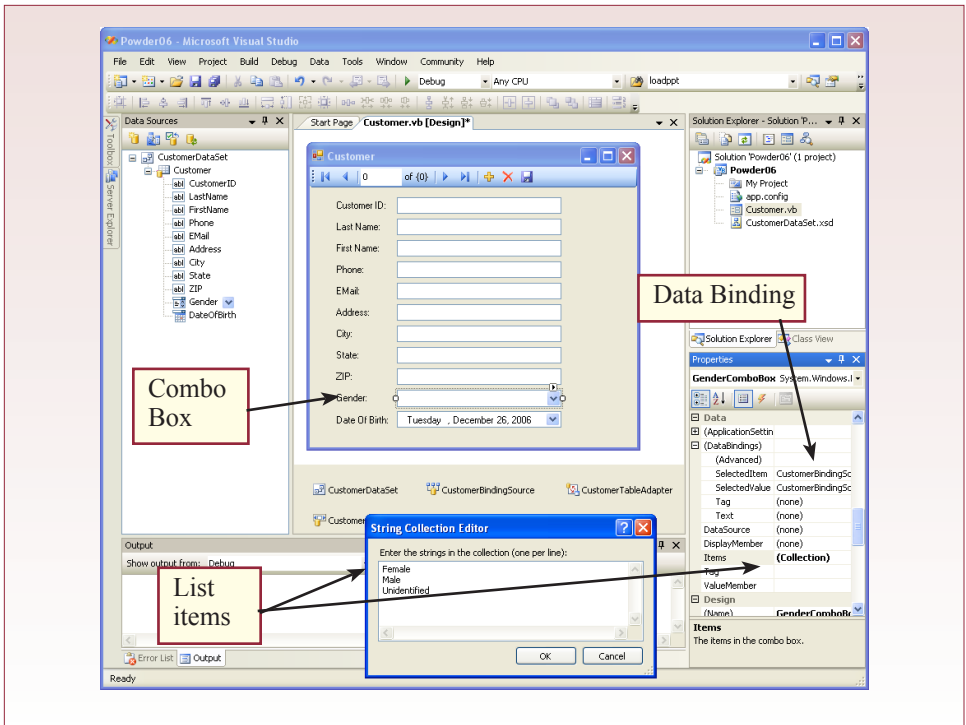 Powder06 - Microsoft Visual Studio
File Edit View Project Build Debug Data Tools Window Community Help
Debug Any CPU loadppt
Toolbox
Server Explorer
Data Sources
CustomerDataSet
Customer
CustomerID
LastName
FirstName
Phone
EMail
Address
City
State
ZIP
Gender
DateOfBirth
Start Page Customer.vb [Design]*
Customer
0 of {0}
Customer ID:
Last Name:
First Name:
Phone:
EMail:
Address:
City:
State:
ZIP:
Gender:
Date Of Birth: Tuesday , December 26, 2006
CustomerDataSet CustomerBindingSource CustomerTableAdapter
Customer
Solution Explorer - Solution 'P...
Solution 'Powder06' (1 project)
Powder06
My Project
app.config
Customer.vb
CustomerDataSet.xsd
Data Binding
Solution Explorer Class View
Properties
GenderComboBox System.Windows.I
Data
(ApplicationSettin
(DataBindings)
(Advanced)
SelectedItem CustomerBindingSc
SelectedValue CustomerBindingSc
Tag (none)
Text (none)
DataSource (none)
DisplayMember (none)
Items (Collection)
Tag
ValueMember
Design
(Name) GenderComboBo
Items
The items in the combo box.
Combo
Box
Output
Show output from: Debug
List
items
String Collection Editor
Enter the strings in the collection (one per line):
Female
Male
Unidentified
OK Cancel
Error List Output
Ready